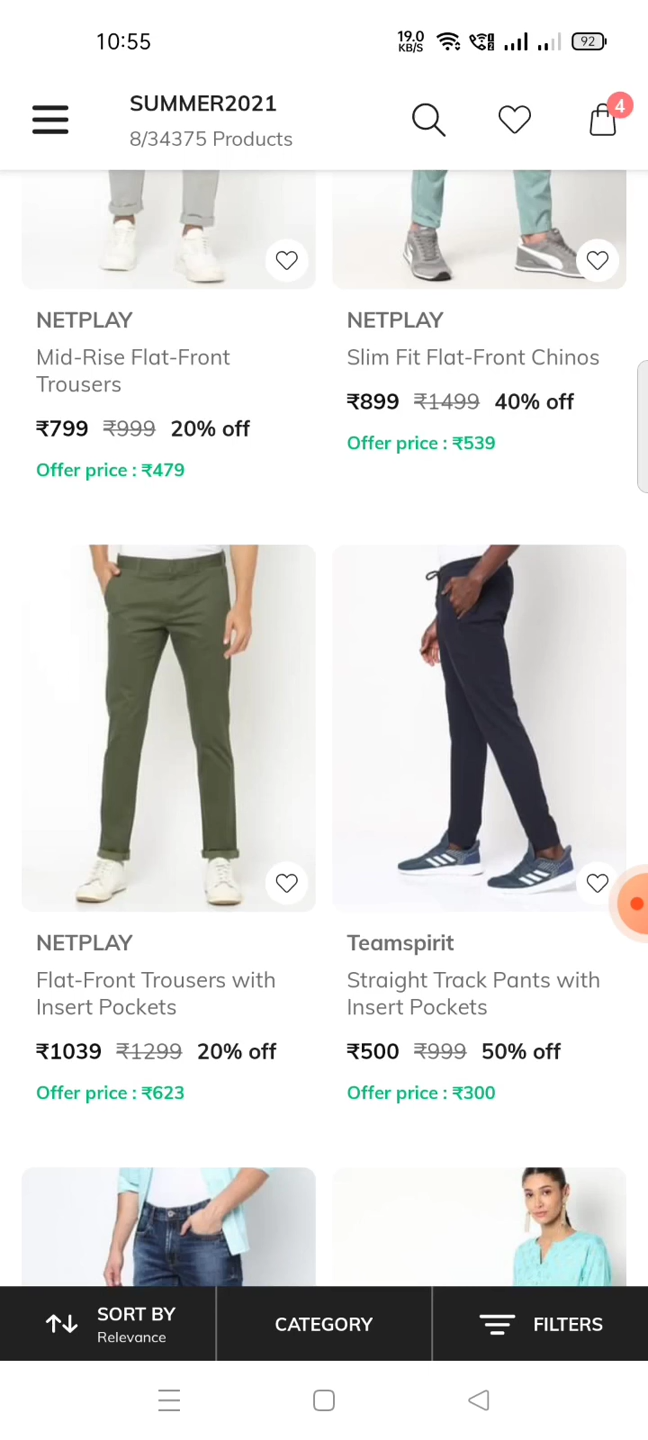 10:55
19.0
KB/S
92
SUMMER2021
8/34375 Products
4
NETPLAY
Mid-Rise Flat-Front
Trousers
₹799 ₹999 20% off
Offer price : ₹479
NETPLAY
Slim Fit Flat-Front Chinos
₹899 ₹1499 40% off
Offer price : ₹539
NETPLAY
Flat-Front Trousers with
Insert Pockets
₹1039 ₹1299 20% off
Offer price : ₹623
Teamspirit
Straight Track Pants with
Insert Pockets
₹500 ₹999 50% off
Offer price : ₹300
SORT BY
Relevance
CATEGORY
FILTERS